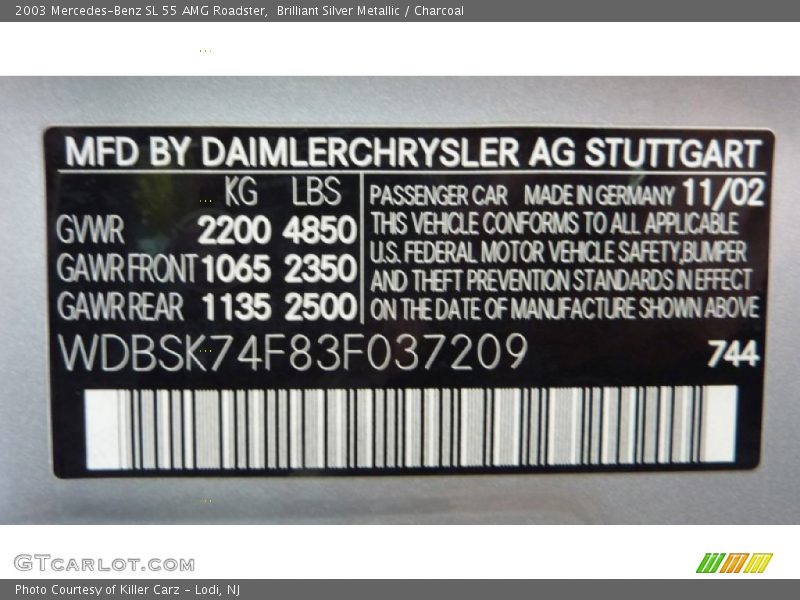 2003 Mercedes-Benz SL 55 AMG Roadster,  Brilliant Silver Metallic / Charcoal
MFD BY DAIMLERCHRYSLER AG STUTTGART
KG LBS
GVWR 2200 4850
GAWR FRONT 1065 2350
GAWR REAR 1135 2500
PASSENGER CAR MADE IN GERMANY 11/02
THIS VEHICLE CONFORMS TO ALL APPLICABLE
U.S. FEDERAL MOTOR VEHICLE SAFETY,BUMPER
AND THEFT PREVENTION STANDARDS IN EFFECT
ON THE DATE OF MANUFACTURE SHOWN ABOVE
WDBSK74F83F037209 744
GTCARLOT.COM
Photo Courtesy of Killer Carz - Lodi, NJ